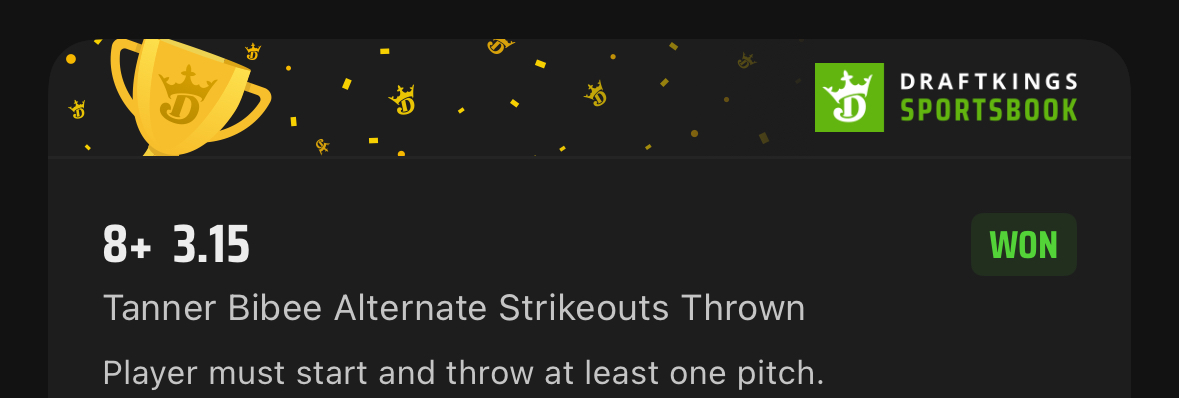 DRAFTKINGS
SPORTSBOOK
8+ 3.15
WON
Tanner Bibee Alternate Strikeouts Thrown
Player must start and throw at least one pitch.